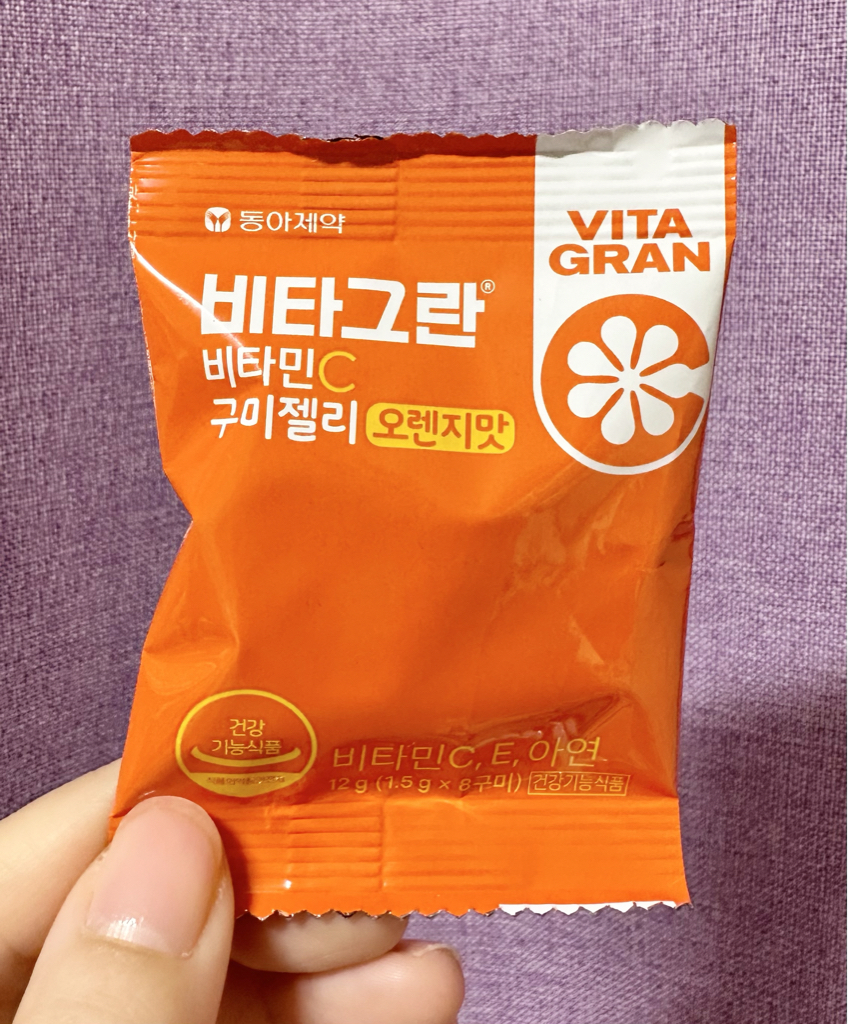 동아제약
VITA
GRAN
비타그란®
비타민C
구미젤리 오렌지맛
건강
기능식품
비타민C, E, 아연
12 g (1.5 g × 8구미) 건강기능식품